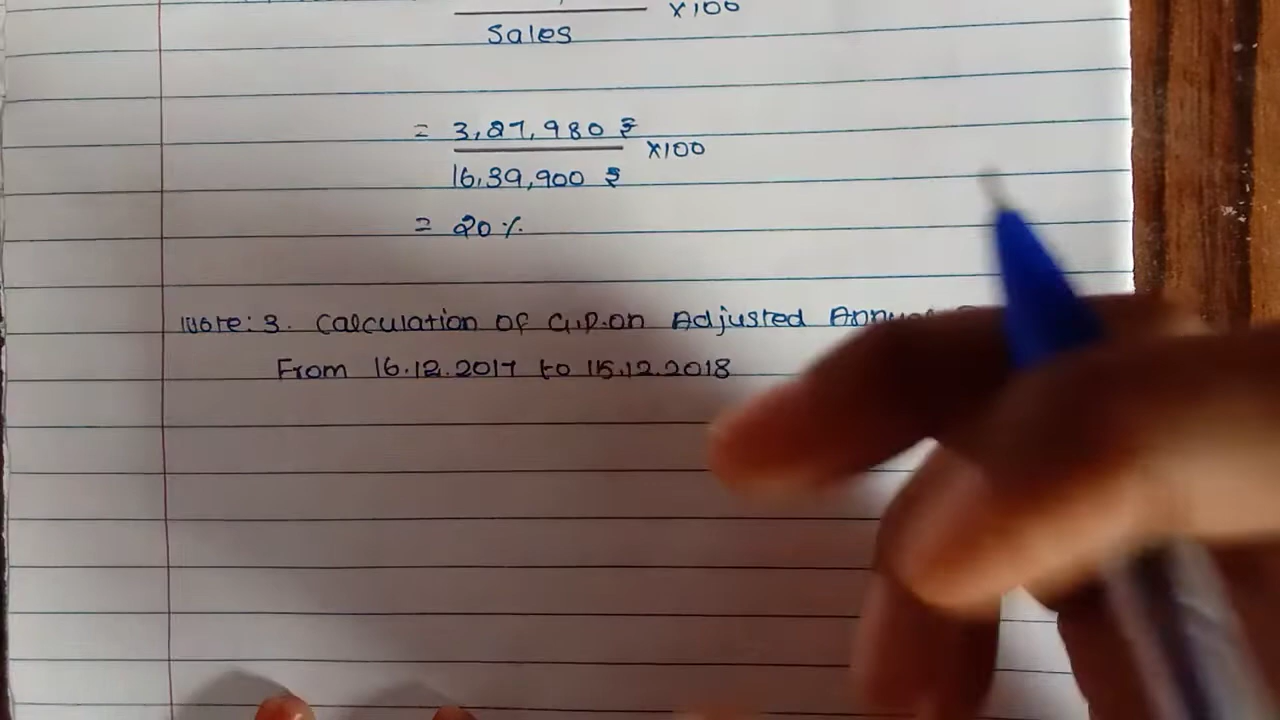 ×100
Sales
= 3,27,980 ₹
×100
16,39,900 ₹
= 20%
Note: 3. Calculation of G.P. on Adjusted
From 16.12.2017 to 15.12.2018